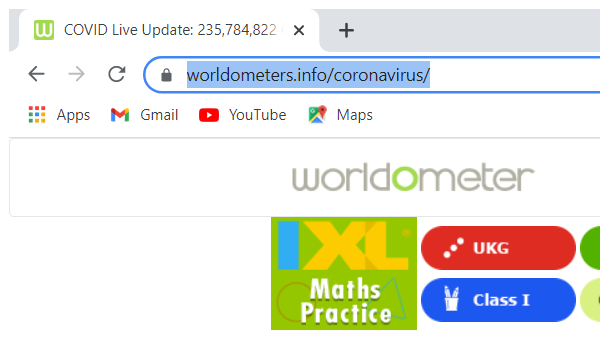 COVID Live Update: 235,784,822
worldometers.info/coronavirus/
Apps Gmail YouTube Maps
worldometer
IXL
Maths
Practice
UKG
Class I